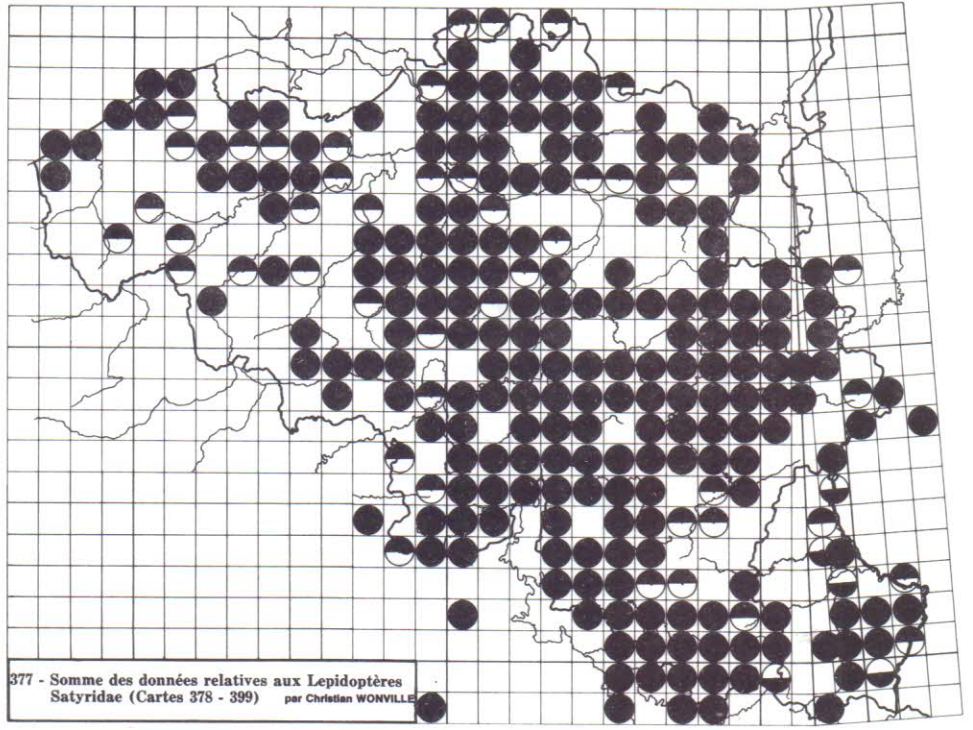 377 - Somme des données relatives aux Lepidoptères
Satyridae (Cartes 378 - 399) par Christian WONVILLE